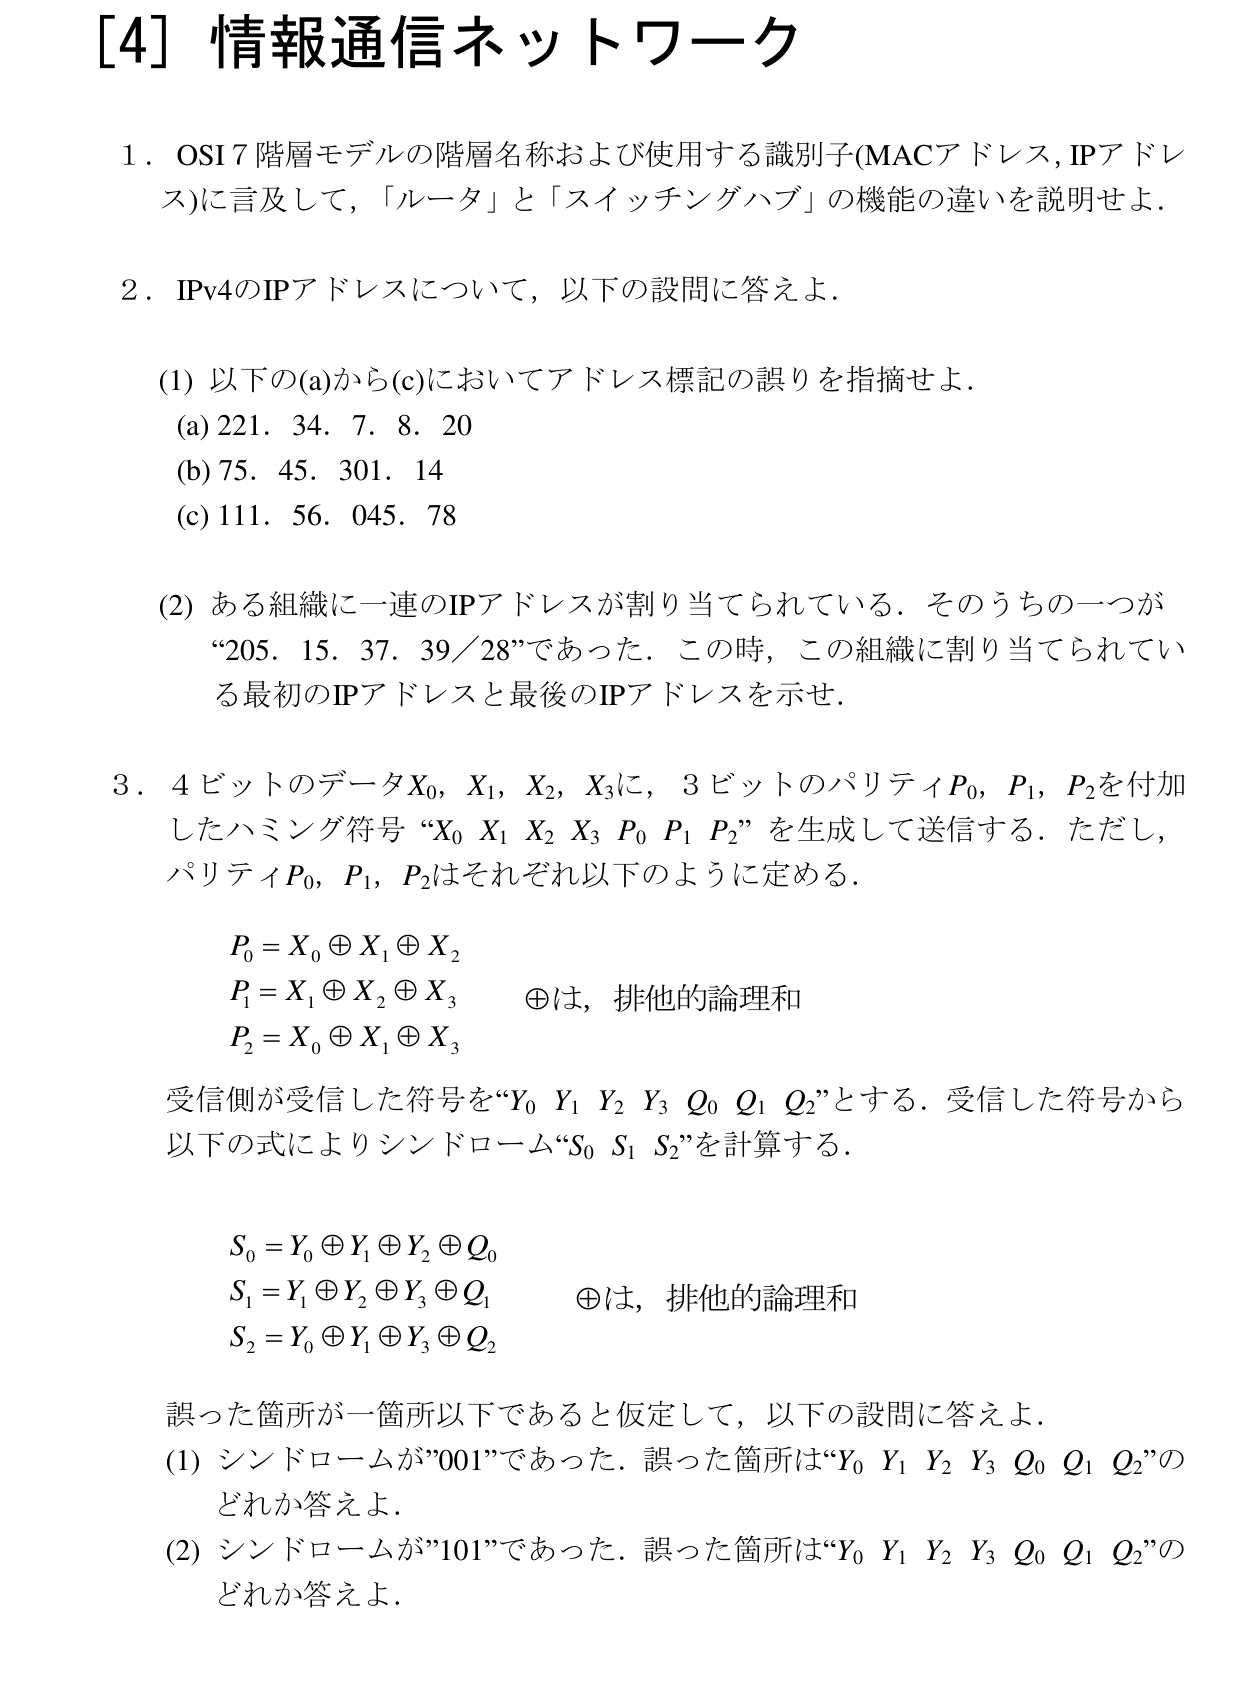 [4] 情報通信ネットワーク
１．OSI７階層モデルの階層名称および使用する識別子(MACアドレス, IPアドレ
ス)に言及して，「ルータ」と「スイッチングハブ」の機能の違いを説明せよ．
２．IPv4のIPアドレスについて，以下の設問に答えよ．
(1) 以下の(a)から(c)においてアドレス標記の誤りを指摘せよ．
(a) 221．34．7．8．20
(b) 75．45．301．14
(c) 111．56．045．78
(2) ある組織に一連のIPアドレスが割り当てられている．そのうちの一つが
“205．15．37．39／28”であった．この時，この組織に割り当てられてい
る最初のIPアドレスと最後のIPアドレスを示せ．
３．４ビットのデータX₀，X₁，X₂，X₃に，３ビットのパリティP₀，P₁，P₂を付加
したハミング符号 “X₀ X₁ X₂ X₃ P₀ P₁ P₂” を生成して送信する．ただし，
パリティP₀，P₁，P₂はそれぞれ以下のように定める．
P₀ = X₀ ⊕ X₁ ⊕ X₂
P₁ = X₁ ⊕ X₂ ⊕ X₃ ⊕は，排他的論理和
P₂ = X₀ ⊕ X₁ ⊕ X₃
受信側が受信した符号を“Y₀ Y₁ Y₂ Y₃ Q₀ Q₁ Q₂”とする．受信した符号から
以下の式によりシンドローム“S₀ S₁ S₂”を計算する．
S₀ = Y₀ ⊕ Y₁ ⊕ Y₂ ⊕ Q₀
S₁ = Y₁ ⊕ Y₂ ⊕ Y₃ ⊕ Q₁ ⊕は，排他的論理和
S₂ = Y₀ ⊕ Y₁ ⊕ Y₃ ⊕ Q₂
誤った箇所が一箇所以下であると仮定して，以下の設問に答えよ．
(1) シンドロームが”001”であった．誤った箇所は“Y₀ Y₁ Y₂ Y₃ Q₀ Q₁ Q₂”の
どれか答えよ．
(2) シンドロームが”101”であった．誤った箇所は“Y₀ Y₁ Y₂ Y₃ Q₀ Q₁ Q₂”の
どれか答えよ．